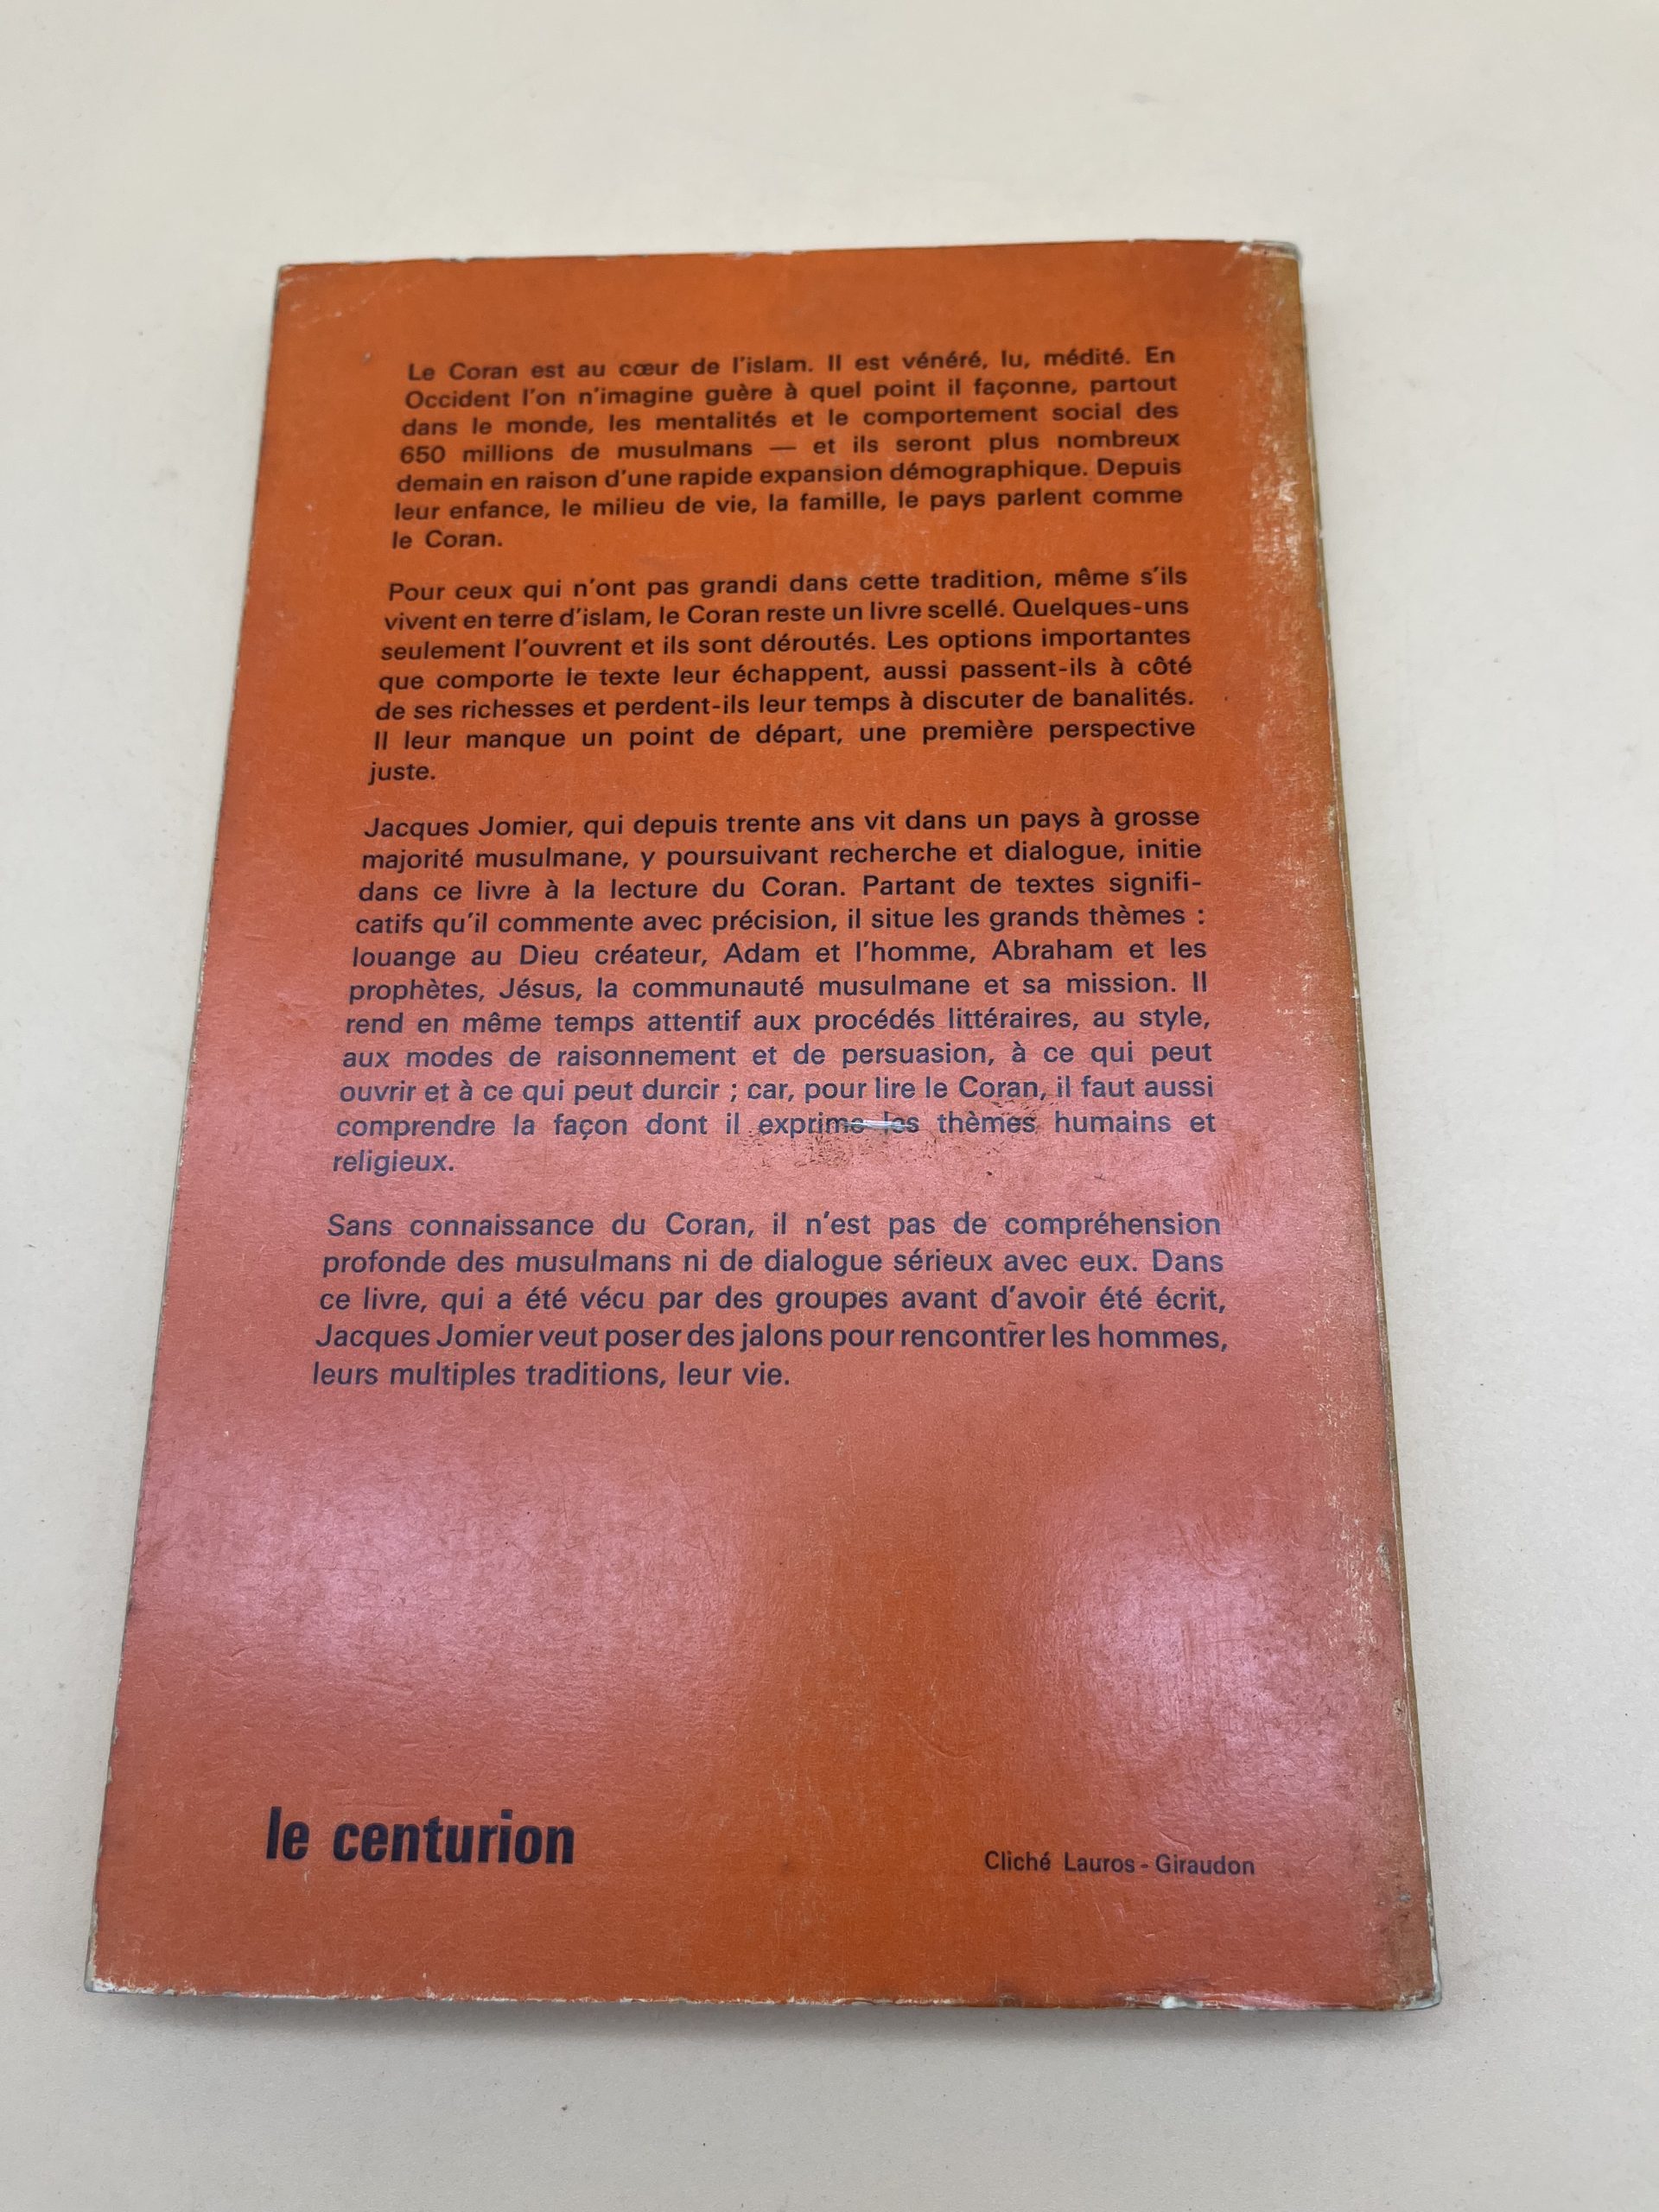 Le Coran est au cœur de l'islam. Il est vénéré, lu, médité. En
Occident l'on n'imagine guère à quel point il façonne, partout
dans le monde, les mentalités et le comportement social des
650 millions de musulmans — et ils seront plus nombreux
demain en raison d'une rapide expansion démographique. Depuis
leur enfance, le milieu de vie, la famille, le pays parlent comme
le Coran.
Pour ceux qui n'ont pas grandi dans cette tradition, même s'ils
vivent en terre d'islam, le Coran reste un livre scellé. Quelques-uns
seulement l'ouvrent et ils sont déroutés. Les options importantes
que comporte le texte leur échappent, aussi passent-ils à côté
de ses richesses et perdent-ils leur temps à discuter de banalités.
Il leur manque un point de départ, une première perspective
juste.
Jacques Jomier, qui depuis trente ans vit dans un pays à grosse
majorité musulmane, y poursuivant recherche et dialogue, initie
dans ce livre à la lecture du Coran. Partant de textes signifi-
catifs qu'il commente avec précision, il situe les grands thèmes :
louange au Dieu créateur, Adam et l'homme, Abraham et les
prophètes, Jésus, la communauté musulmane et sa mission. Il
rend en même temps attentif aux procédés littéraires, au style,
aux modes de raisonnement et de persuasion, à ce qui peut
ouvrir et à ce qui peut durcir ; car, pour lire le Coran, il faut aussi
comprendre la façon dont il exprime les thèmes humains et
religieux.
Sans connaissance du Coran, il n'est pas de compréhension
profonde des musulmans ni de dialogue sérieux avec eux. Dans
ce livre, qui a été vécu par des groupes avant d'avoir été écrit,
Jacques Jomier veut poser des jalons pour rencontrer les hommes,
leurs multiples traditions, leur vie.
le centurion
Cliché Lauros - Giraudon